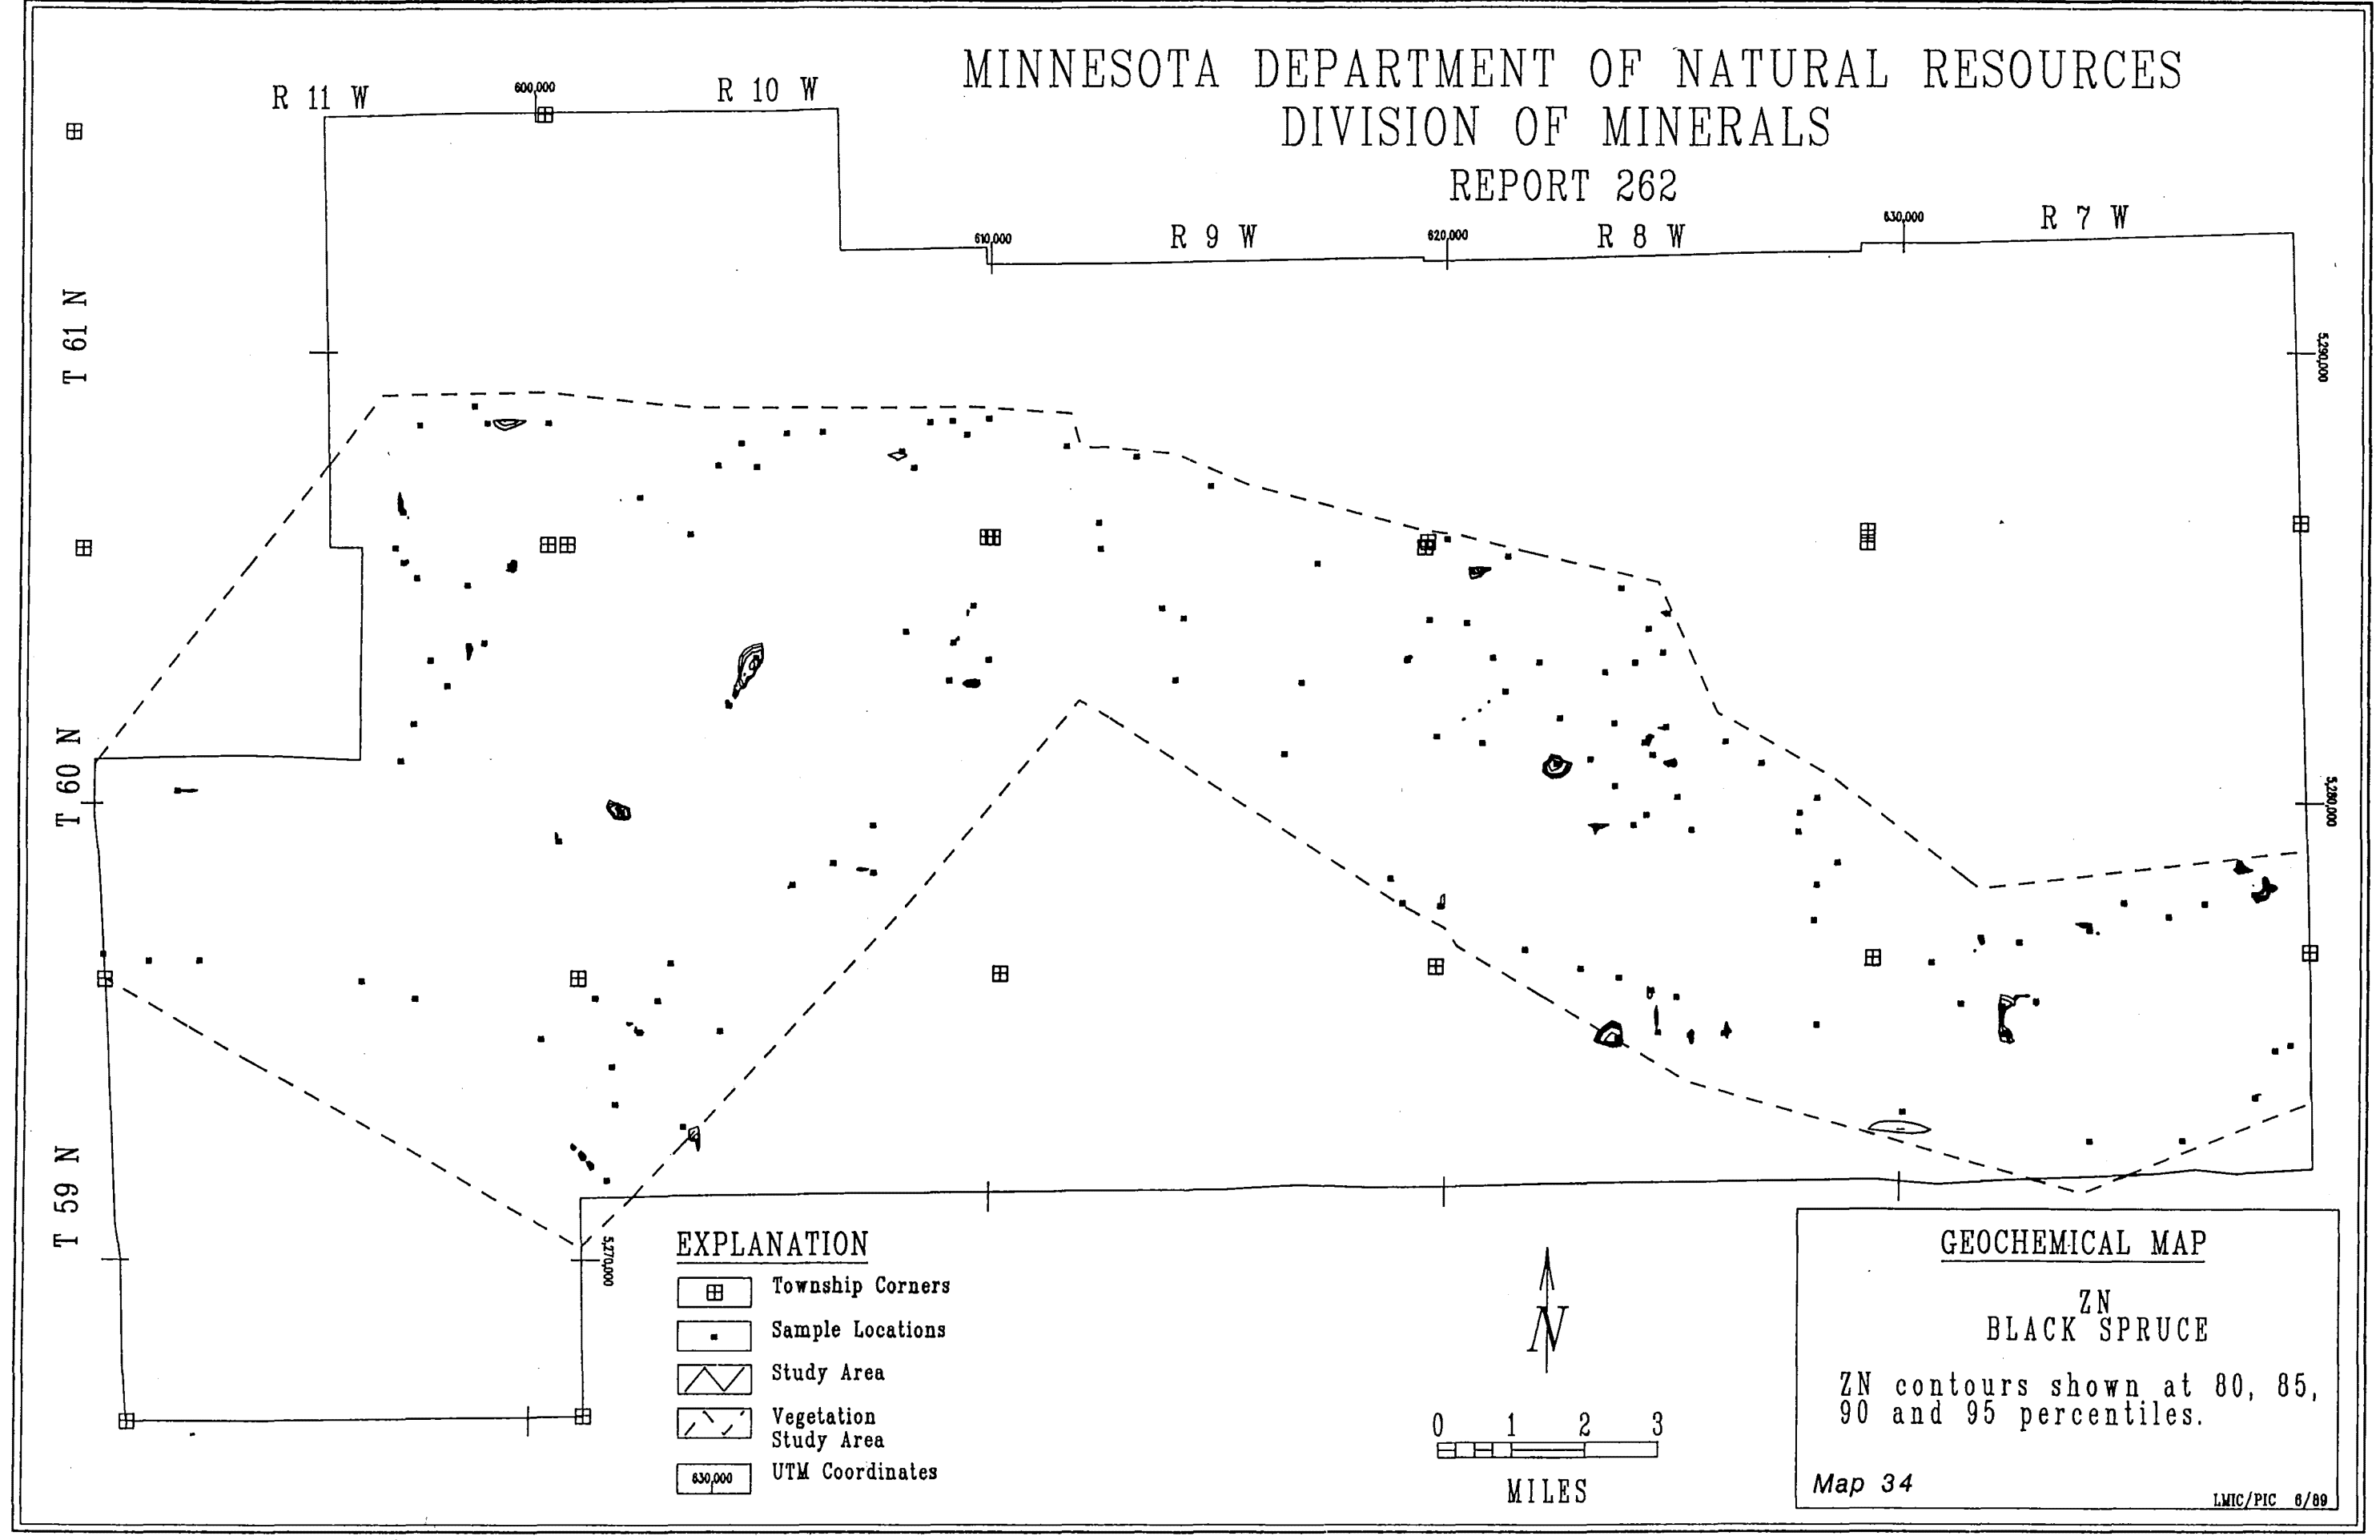 MINNESOTA DEPARTMENT OF NATURAL RESOURCES
DIVISION OF MINERALS
REPORT 262
R 11 W
600,000
R 10 W
610,000
R 9 W
620,000
R 8 W
630,000
R 7 W
T 61 N
5,290,000
T 60 N
5,280,000
T 59 N
5,270,000
EXPLANATION
Township Corners
Sample Locations
Study Area
Vegetation
Study Area
630,000
UTM Coordinates
N
0 1 2 3
MILES
GEOCHEMICAL MAP
ZN
BLACK SPRUCE
ZN contours shown at 80, 85,
90 and 95 percentiles.
Map 34
LMIC/PIC 6/89